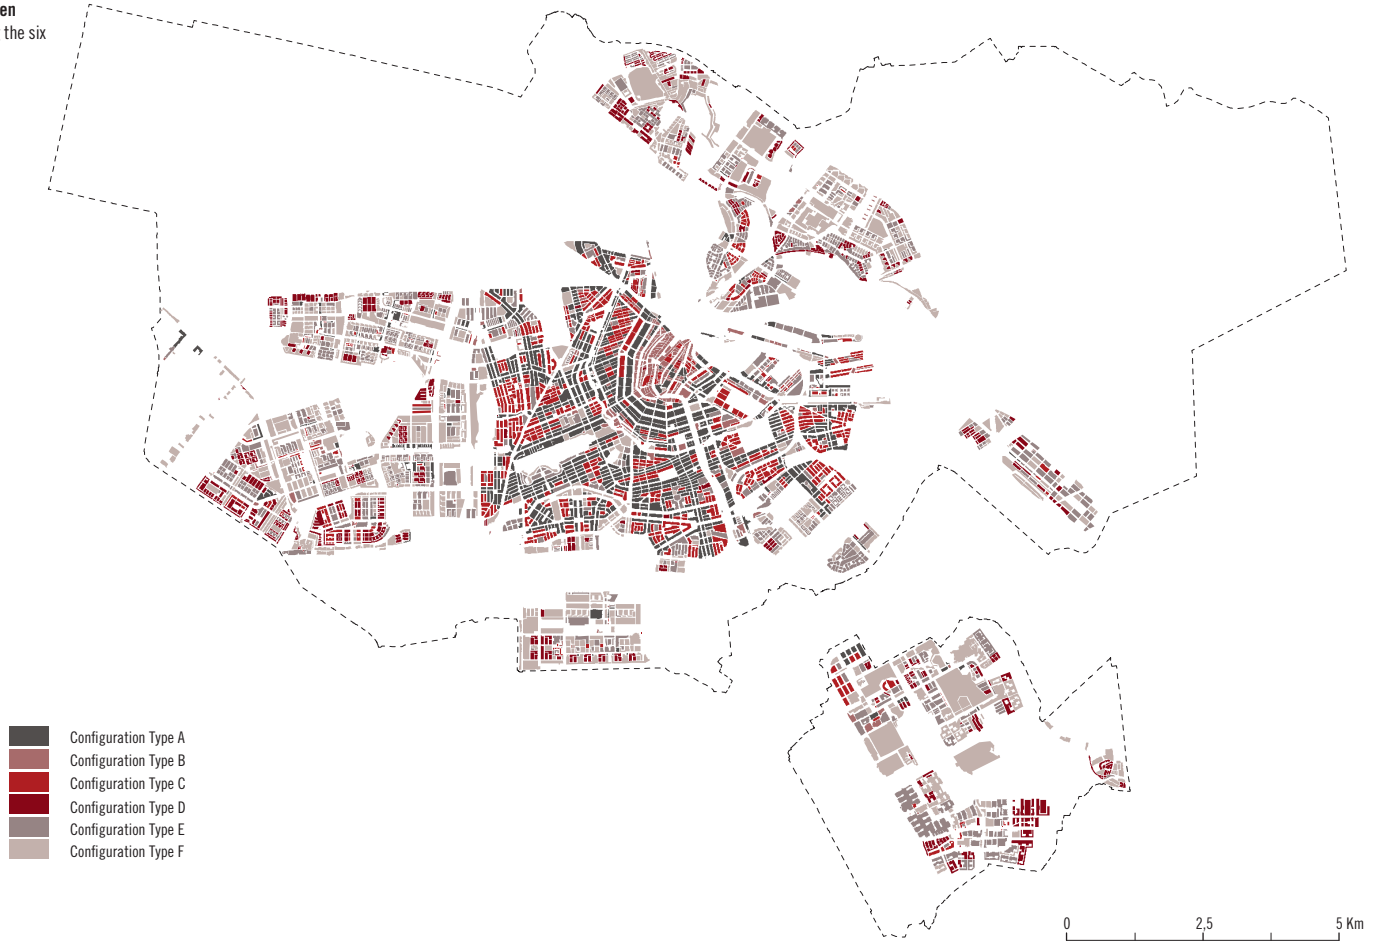 en
the six
Configuration Type A
Configuration Type B
Configuration Type C
Configuration Type D
Configuration Type E
Configuration Type F
0 2,5 5 Km